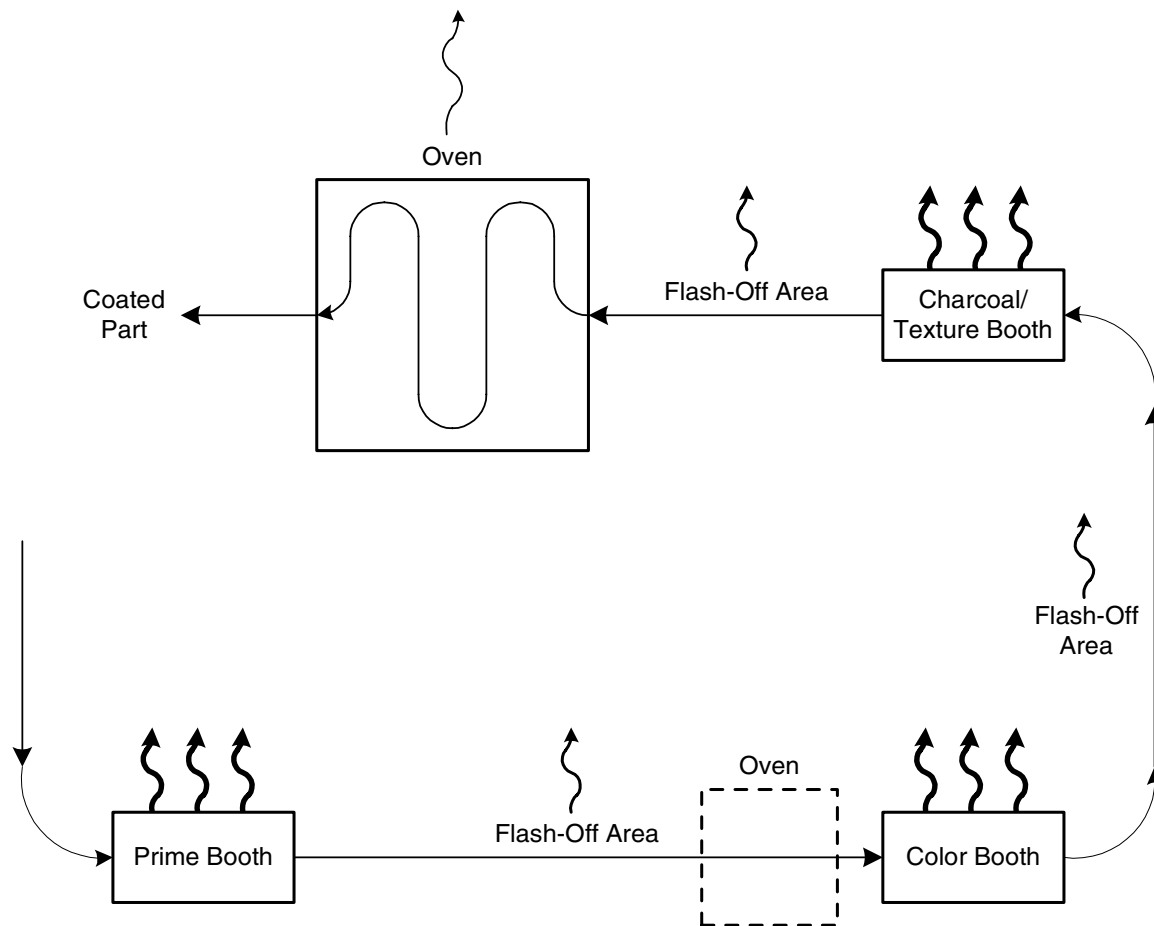 Oven
Coated
Part
Flash-Off Area
Charcoal/
Texture Booth
Flash-Off
Area
Oven
Prime Booth
Flash-Off Area
Color Booth